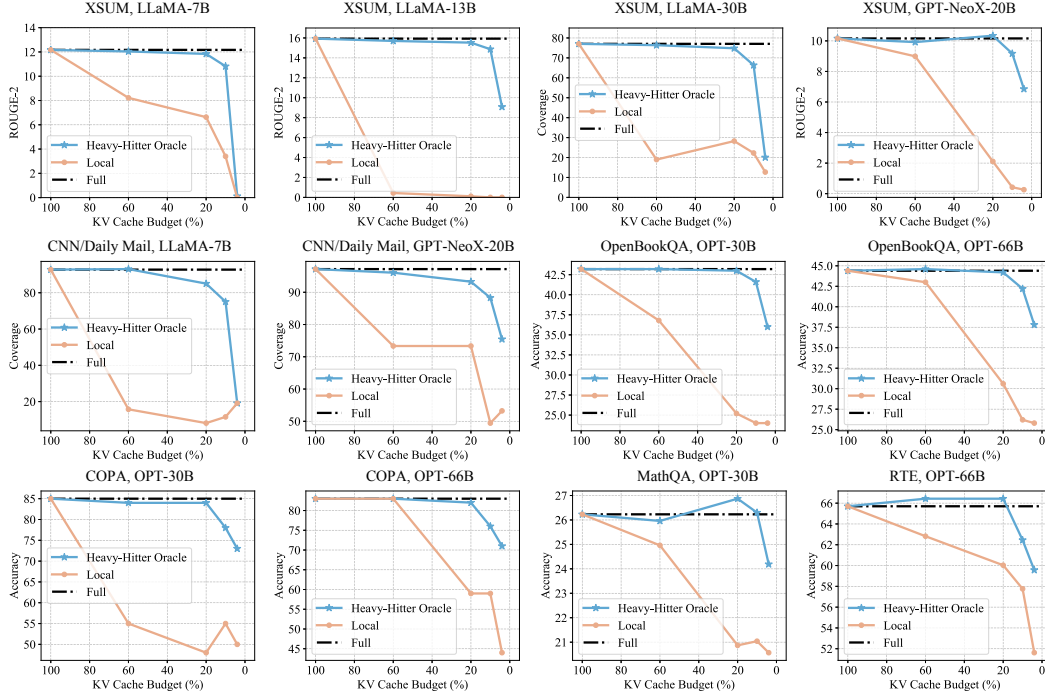 XSUM, LLaMA-7B
14
12
10
8
6
4
2
0
ROUGE-2
Heavy-Hitter Oracle
Local
Full
100 80 60 40 20 0
KV Cache Budget (%)
XSUM, LLaMA-13B
16
14
12
10
8
6
4
2
0
ROUGE-2
Heavy-Hitter Oracle
Local
Full
100 80 60 40 20 0
KV Cache Budget (%)
XSUM, LLaMA-30B
80
70
60
50
40
30
20
10
0
Coverage
Heavy-Hitter Oracle
Local
Full
100 80 60 40 20 0
KV Cache Budget (%)
XSUM, GPT-NeoX-20B
10
8
6
4
2
0
ROUGE-2
Heavy-Hitter Oracle
Local
Full
100 80 60 40 20 0
KV Cache Budget (%)
CNN/Daily Mail, LLaMA-7B
80
60
40
20
Coverage
Heavy-Hitter Oracle
Local
Full
100 80 60 40 20 0
KV Cache Budget (%)
CNN/Daily Mail, GPT-NeoX-20B
90
80
70
60
50
Coverage
Heavy-Hitter Oracle
Local
Full
100 80 60 40 20 0
KV Cache Budget (%)
OpenBookQA, OPT-30B
42.5
40.0
37.5
35.0
32.5
30.0
27.5
25.0
Accuracy
Heavy-Hitter Oracle
Local
Full
100 80 60 40 20 0
KV Cache Budget (%)
OpenBookQA, OPT-66B
45.0
42.5
40.0
37.5
35.0
32.5
30.0
27.5
25.0
Accuracy
Heavy-Hitter Oracle
Local
Full
100 80 60 40 20 0
KV Cache Budget (%)
COPA, OPT-30B
85
80
75
70
65
60
55
50
Accuracy
Heavy-Hitter Oracle
Local
Full
100 80 60 40 20 0
KV Cache Budget (%)
COPA, OPT-66B
80
75
70
65
60
55
50
45
Accuracy
Heavy-Hitter Oracle
Local
Full
100 80 60 40 20 0
KV Cache Budget (%)
MathQA, OPT-30B
27
26
25
24
23
22
21
Accuracy
Heavy-Hitter Oracle
Local
Full
100 80 60 40 20 0
KV Cache Budget (%)
RTE, OPT-66B
66
64
62
60
58
56
54
52
Accuracy
Heavy-Hitter Oracle
Local
Full
100 80 60 40 20 0
KV Cache Budget (%)